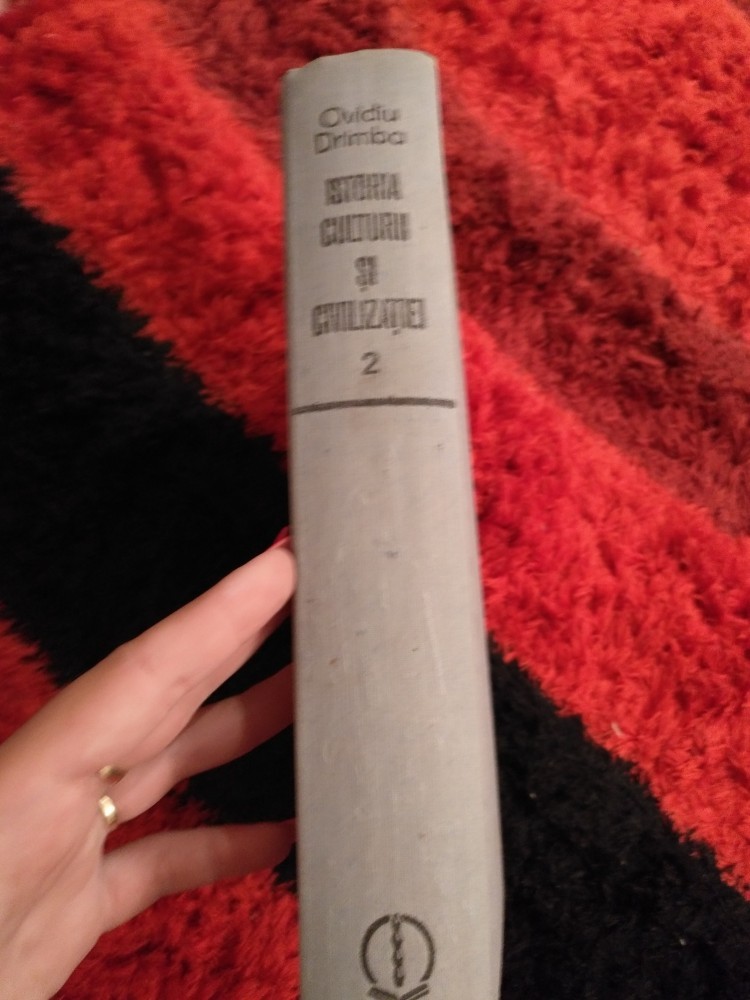 Ovidiu
Drimba
ISTORIA
CULTURII
ȘI
CIVILIZAȚIEI
2